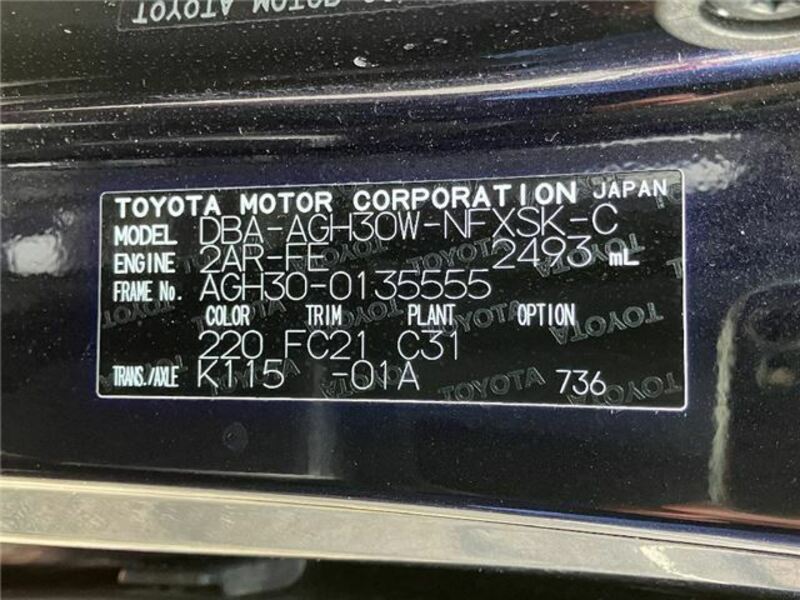 TOYOTA MOTOR CORPORATION JAPAN
MODEL DBA-AGH30W-NFXSK-C
ENGINE 2AR-FE 2493 mL
FRAME No. AGH30-0135555
COLOR TRIM PLANT OPTION
220 FC21 C31
TRANS./AXLE K115 -01A 736